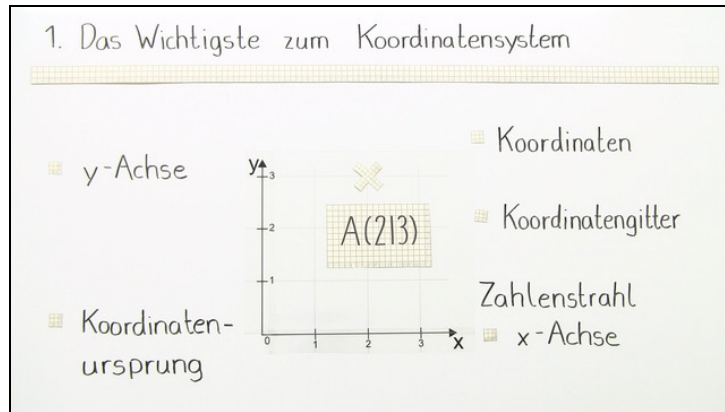 1. Das Wichtigste zum Koordinatensystem
y-Achse
Koordinaten-
ursprung
y
3
2
1
0
1
2
3
x
A(2|3)
Koordinaten
Koordinatengitter
Zahlenstrahl
x-Achse